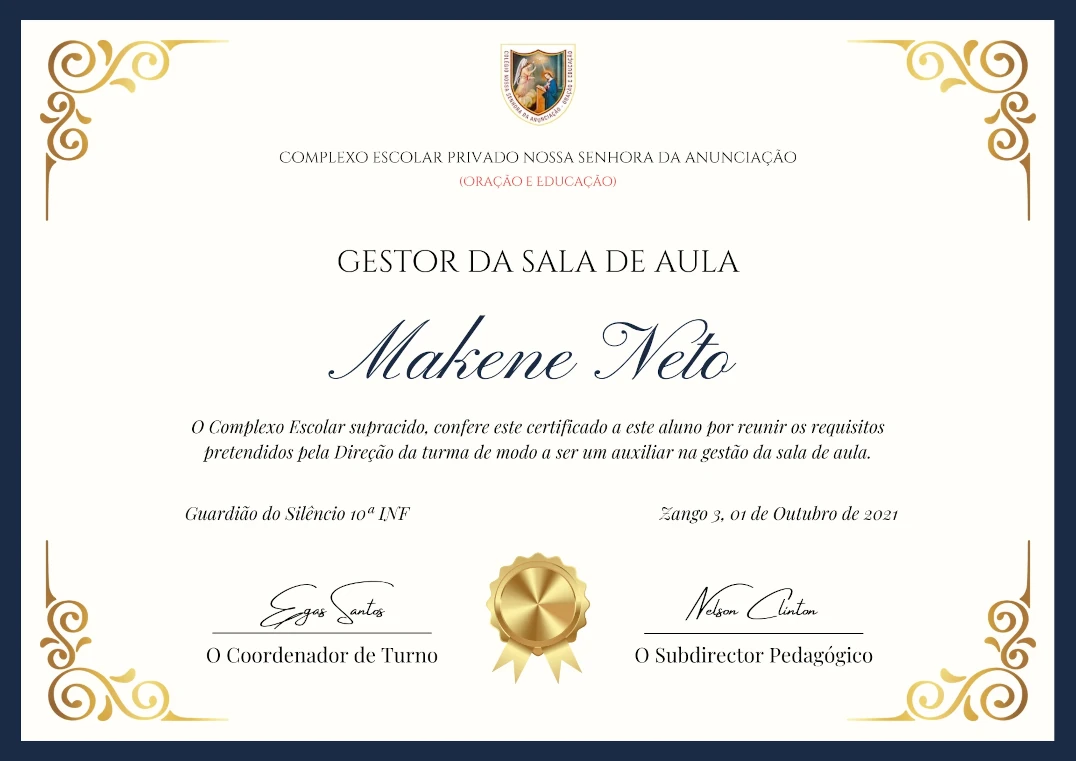 COLÉGIO NOSSA SENHORA DA ANUNCIAÇÃO - ORAÇÃO E EDUCAÇÃO
COMPLEXO ESCOLAR PRIVADO NOSSA SENHORA DA ANUNCIAÇÃO
(ORAÇÃO E EDUCAÇÃO)
GESTOR DA SALA DE AULA
Makene Neto
O Complexo Escolar supracido, confere este certificado a este aluno por reunir os requisitos
pretendidos pela Direção da turma de modo a ser um auxiliar na gestão da sala de aula.
Guardião do Silêncio 10ª INF
Zango 3, 01 de Outubro de 2021
Egas Santos
Nelson Clinton
O Coordenador de Turno
O Subdirector Pedagógico